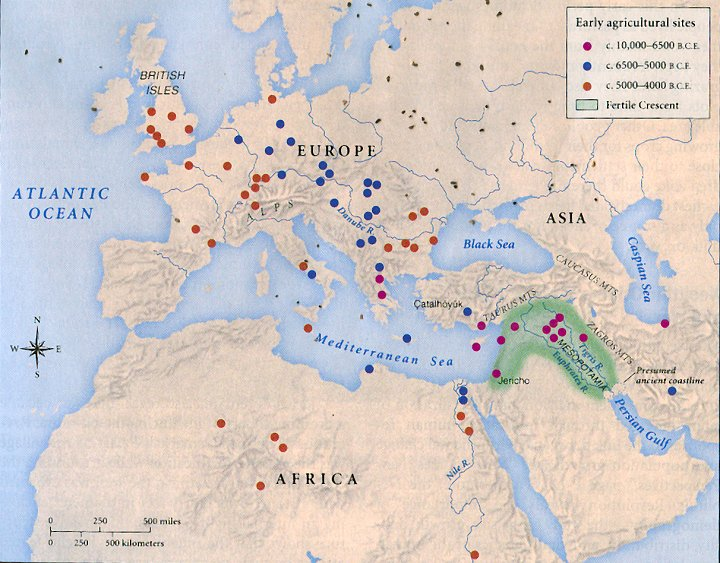 Early agricultural sites
c. 10,000–6500 B.C.E.
c. 6500–5000 B.C.E.
c. 5000–4000 B.C.E.
Fertile Crescent
BRITISH
ISLES
EUROPE
ATLANTIC
OCEAN
ALPS
Danube R.
ASIA
Black Sea
Caspian Sea
CAUCASUS MTS.
Çatalhöyük
TAURUS MTS.
ZAGROS MTS.
Tigris R.
MESOPOTAMIA
Euphrates R.
Mediterranean Sea
Jericho
Presumed
ancient coastline
Persian Gulf
N
W
E
S
AFRICA
Nile R.
0 250 500 miles
0 250 500 kilometers